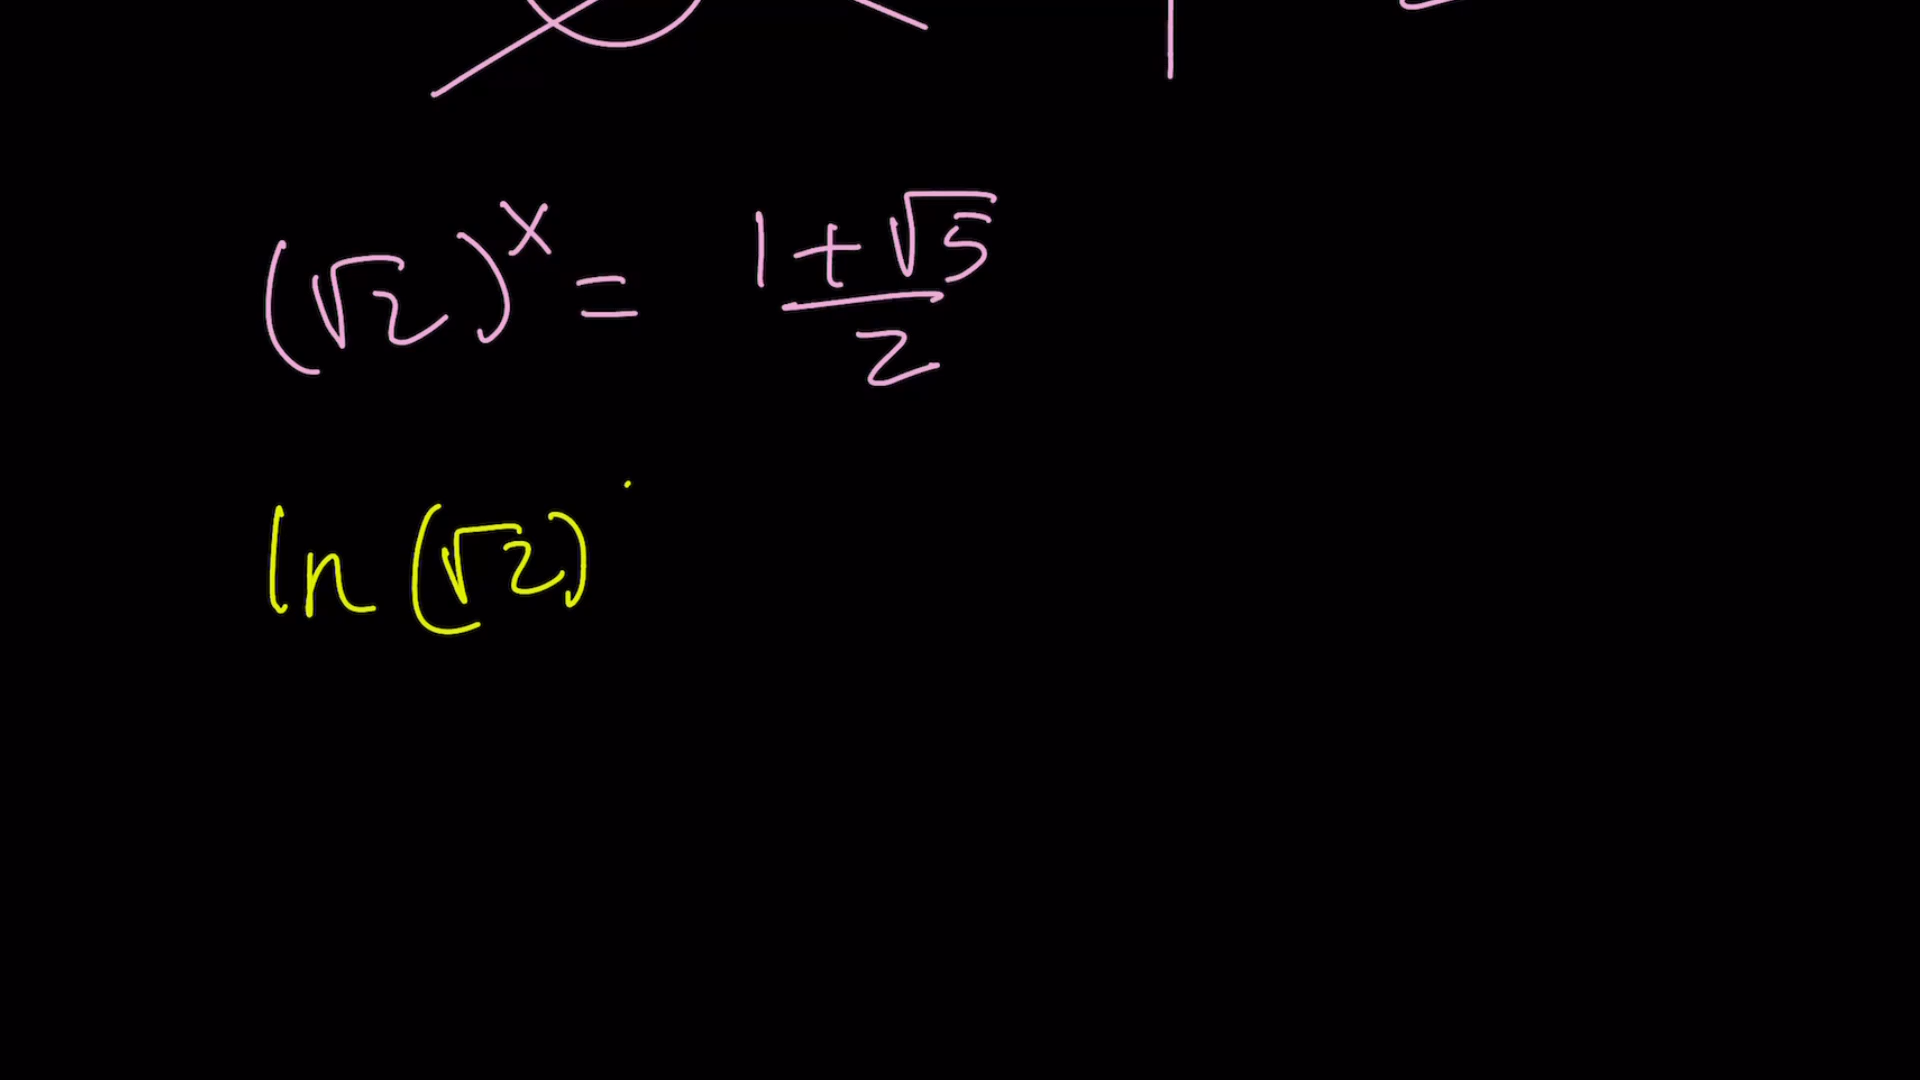 (√2)^x = (1+√5)/2
ln (√2)